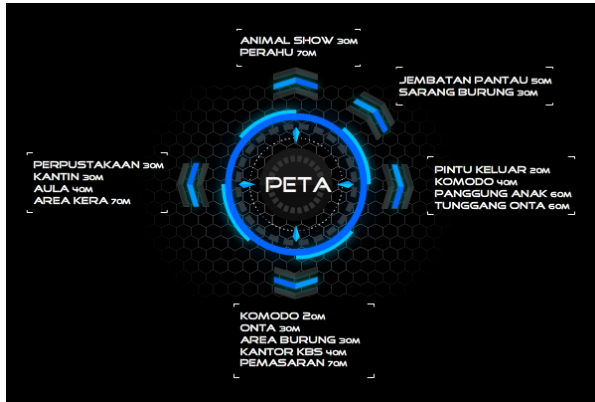 ANIMAL SHOW 30M
PERAHU 70M
JEMBATAN PANTAU 50M
SARANG BURUNG 30M
PERPUSTAKAAN 30M
KANTIN 30M
AULA 40M
AREA KERA 70M
PETA
PINTU KELUAR 20M
KOMODO 40M
PANGGUNG ANAK 60M
TUNGGANG ONTA 60M
KOMODO 20M
ONTA 30M
AREA BURUNG 30M
KANTOR KBS 40M
PEMASARAN 70M